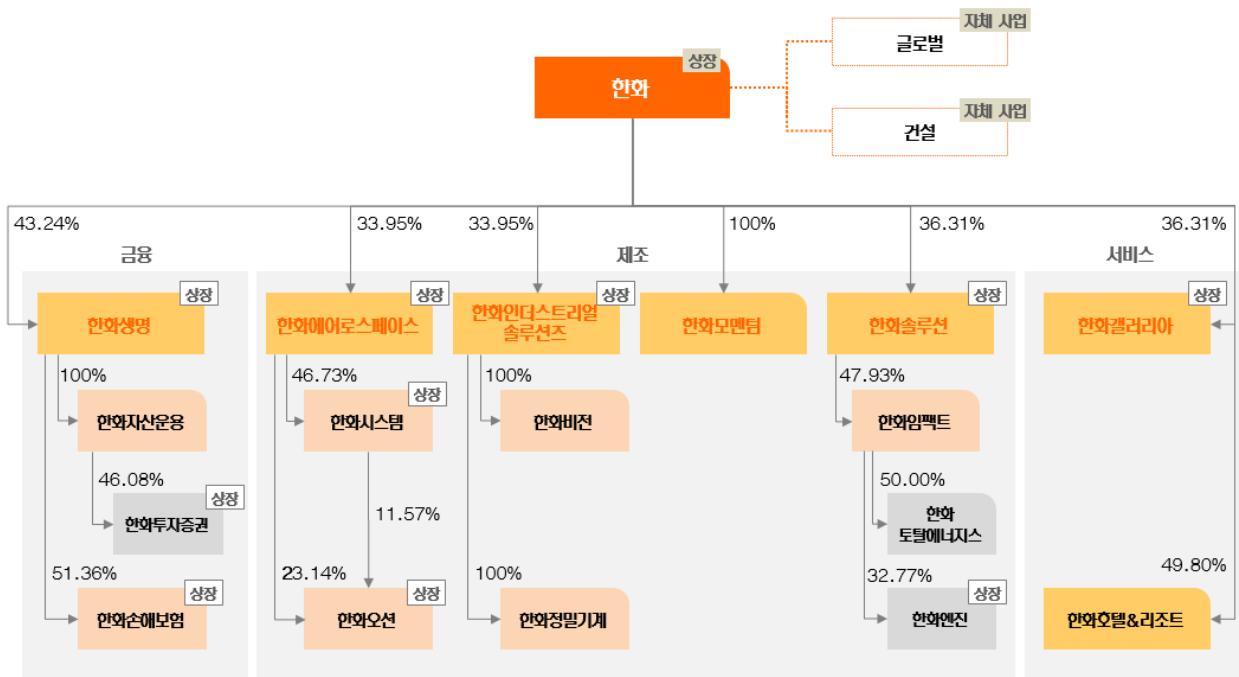 자체 사업
글로벌
상장
한화
자체 사업
건설
43.24%
33.95%
33.95%
100%
36.31%
36.31%
금융
제조
서비스
상장
한화생명
상장
한화에어로스페이스
상장
한화인더스트리얼
솔루션즈
한화모멘텀
상장
한화솔루션
상장
한화갤러리아
100%
46.73%
100%
47.93%
한화자산운용
상장
한화시스템
한화비전
한화임팩트
46.08%
상장
한화투자증권
11.57%
50.00%
한화
토탈에너지스
51.36%
상장
한화손해보험
23.14%
상장
한화오션
100%
한화정밀기계
32.77%
상장
한화엔진
49.80%
한화호텔&리조트